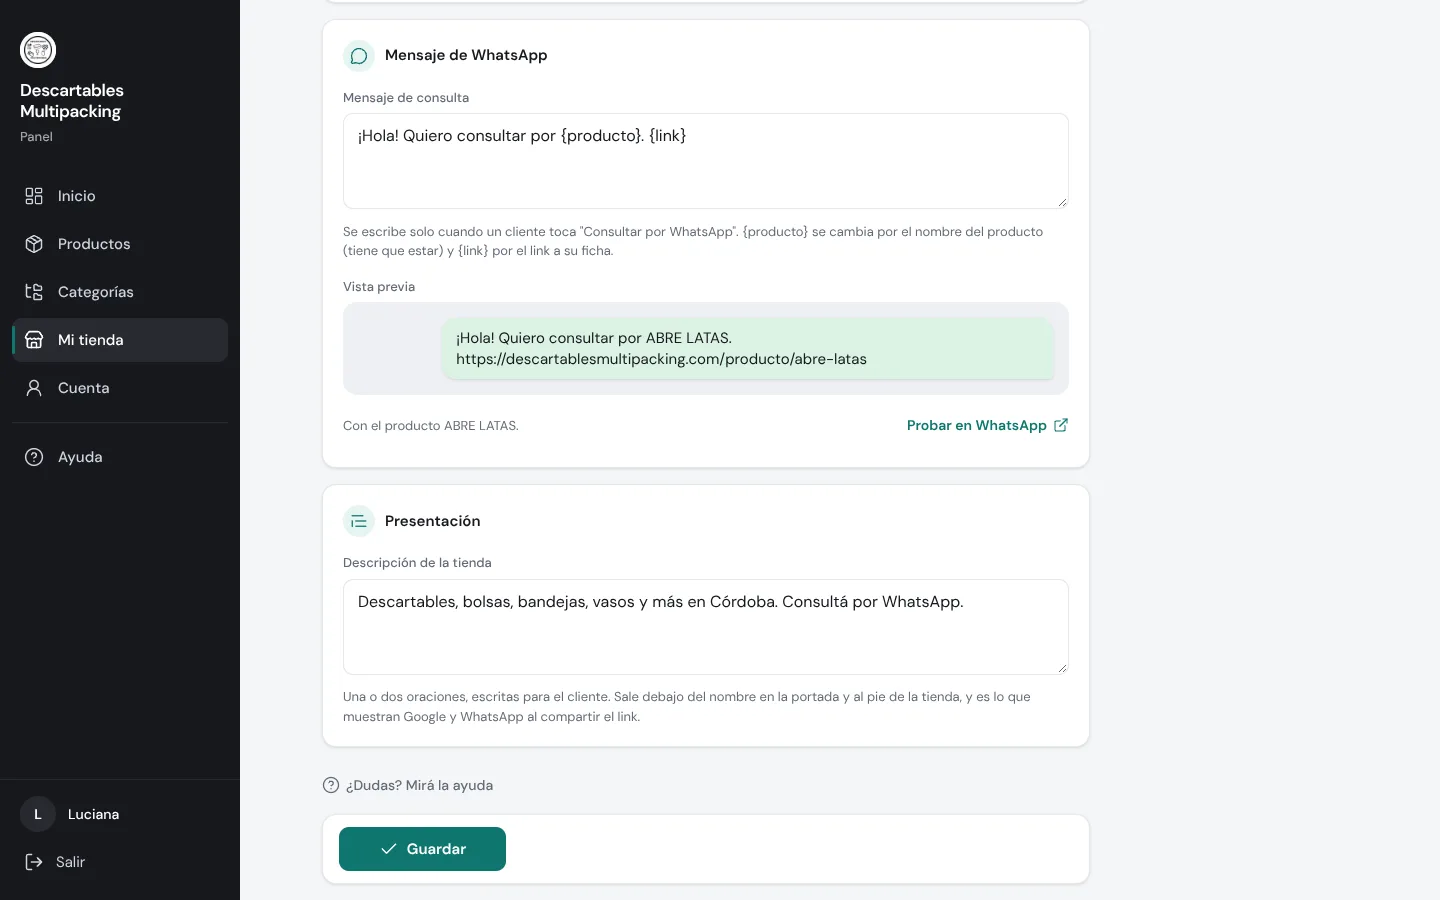 Descartables
Multipacking
Panel
Inicio
Productos
Categorías
Mi tienda
Cuenta
Ayuda
L
Luciana
Salir
Mensaje de WhatsApp
Mensaje de consulta
¡Hola! Quiero consultar por {producto}. {link}
Se escribe solo cuando un cliente toca "Consultar por WhatsApp". {producto} se cambia por el nombre del producto
(tiene que estar) y {link} por el link a su ficha.
Vista previa
¡Hola! Quiero consultar por ABRE LATAS.
https://descartablesmultipacking.com/producto/abre-latas
Con el producto ABRE LATAS.
Probar en WhatsApp
Presentación
Descripción de la tienda
Descartables, bolsas, bandejas, vasos y más en Córdoba. Consultá por WhatsApp.
Una o dos oraciones, escritas para el cliente. Sale debajo del nombre en la portada y al pie de la tienda, y es lo que
muestran Google y WhatsApp al compartir el link.
¿Dudas? Mirá la ayuda
Guardar